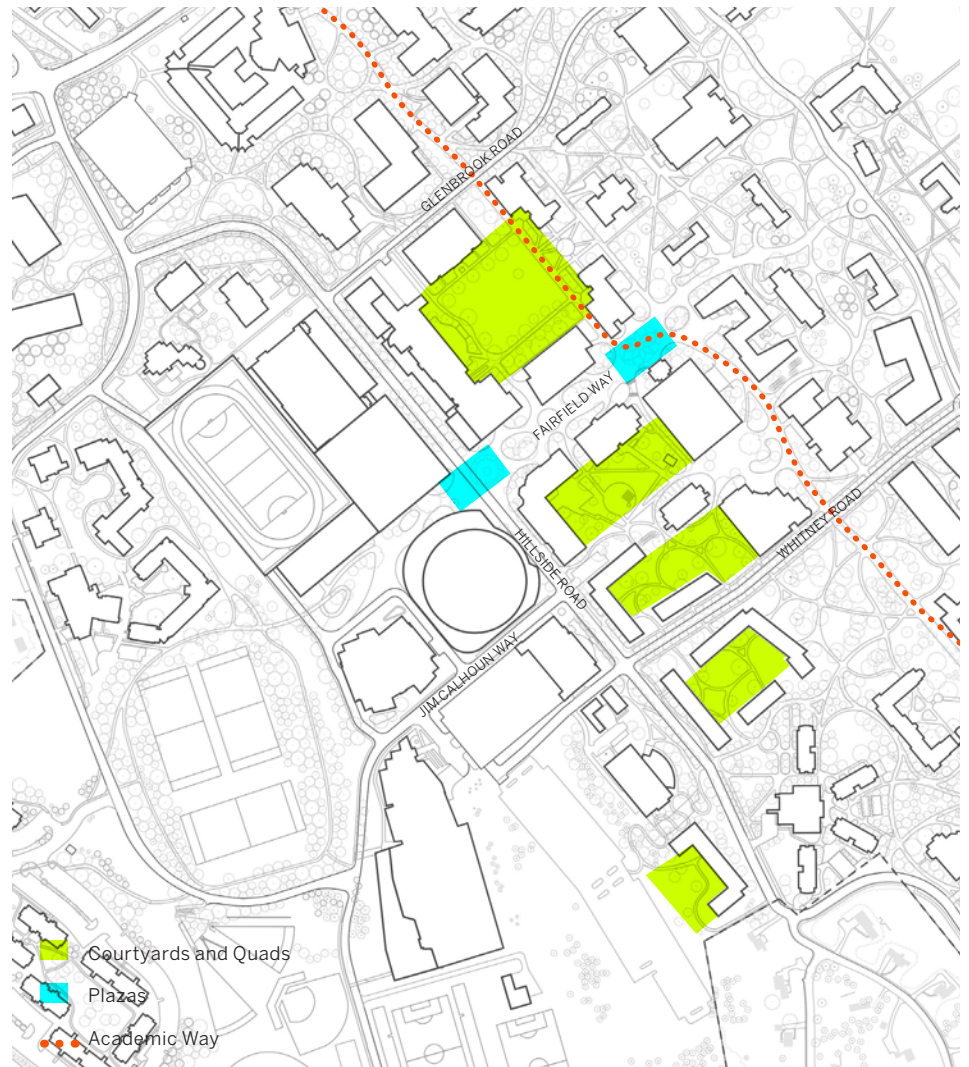 GLENBROOK ROAD
FAIRFIELD WAY
HILLSIDE ROAD
WHITNEY ROAD
JIM CALHOUN WAY
Courtyards and Quads
Plazas
Academic Way